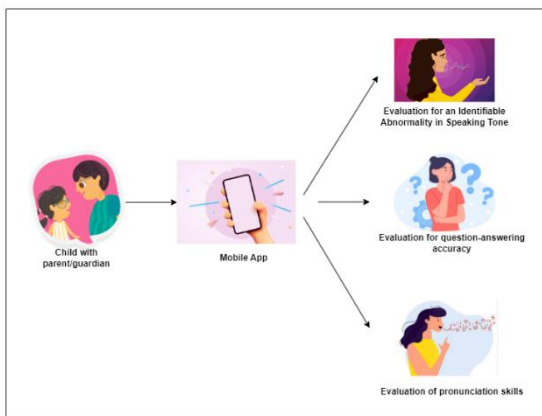 Evaluation for an Identifiable
Abnormality in Speaking Tone
Child with
parent/guardian
Mobile App
Evaluation for question-answering
accuracy
Evaluation of pronunciation skills